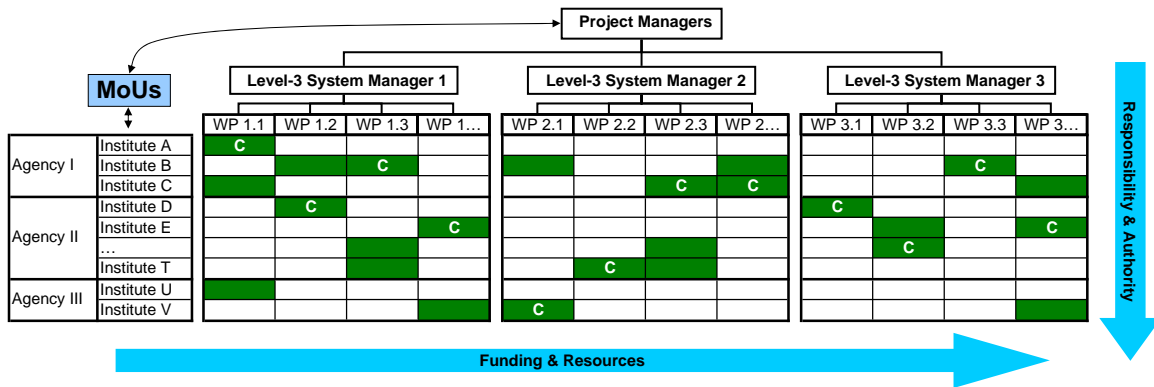 Project Managers
Level-3 System Manager 1 Level-3 System Manager 2 Level-3 System Manager 3
MoUs
WP 1.1 WP 1.2 WP 1.3 WP 1… WP 2.1 WP 2.2 WP 2.3 WP 2… WP 3.1 WP 3.2 WP 3.3 WP 3…
Institute A C
Agency I Institute B C C
Institute C C C
Institute D C C
Agency II Institute E C C
… C
Institute T C
Agency III Institute U
Institute V C
Responsibility & Authority
Funding & Resources